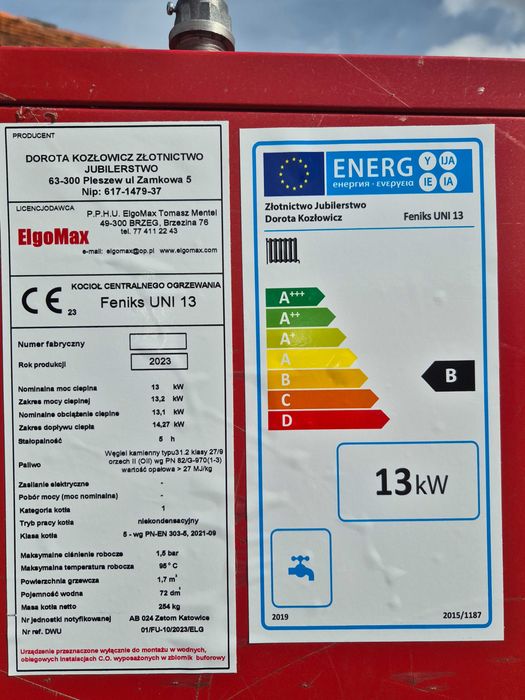 PRODUCENT
DOROTA KOZŁOWICZ ZŁOTNICTWO
JUBILERSTWO
63-300 Pleszew ul Zamkowa 5
Nip: 617-1479-37
LICENCJODAWCA
P.P.H.U. ElgoMax Tomasz Mentel
49-300 BRZEG, Brzezina 76
tel. 77 411 22 43
ElgoMax
e-mail: elgomax@op.pl www.elgomax.com
CE 23
KOCIOŁ CENTRALNEGO OGRZEWANIA
Feniks UNI 13
Numer fabryczny
Rok produkcji 2023
Nominalna moc cieplna 13 kW
Zakres mocy cieplnej 13,2 kW
Nominalne obciążenie cieplne 13,1 kW
Zakres dopływu ciepła 14,27 kW
Stałopalność 5 h
Paliwo Węgiel kamienny typu31.2 klasy 27/9
orzech II (OII) wg PN 82/G-970(1-3)
wartość opałowa > 27 MJ/kg
Zasilanie elektryczne -
Pobór mocy (moc nominalna) -
Kategoria kotła 1
Tryb pracy kotła niekondensacyjny
Klasa kotła 5 - wg PN-EN 303-5, 2021-09
Maksymalne ciśnienie robocze 1,5 bar
Maksymalna temperatura robocza 95° C
Powierzchnia grzewcza 1,7 m²
Pojemność wodna 72 dm³
Masa kotła netto 254 kg
Nr jednostki notyfikowanej AB 024 Zetom Katowice
Nr ref. DWU 01/FU-10/2023/ELG
Urządzenie przeznaczone wyłącznie do montażu w wodnych,
obiegowych instalacjach C.O. wyposażonych w zbiornik buforowy
ENERG Y IJA
IE IA
енергия · ενεργεια
Złotnictwo Jubilerstwo
Dorota Kozłowicz Feniks UNI 13
A+++
A++
A+
A
B
C
D
B
13 kW
2019 2015/1187